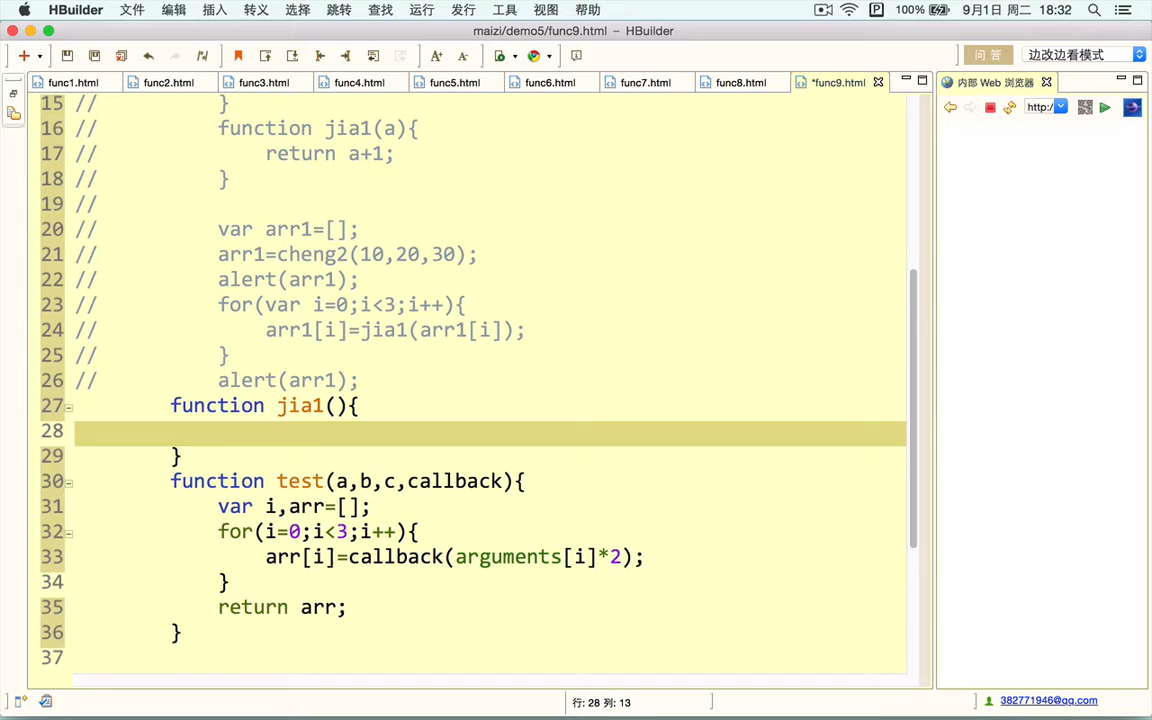 HBuilder 文件 编辑 插入 转义 选择 跳转 查找 运行 发行 工具 视图 帮助 100% 9月1日 周二 18:32
maizi/demo5/func9.html – HBuilder
问 答 边改边看模式
func1.html func2.html func3.html func4.html func5.html func6.html func7.html func8.html *func9.html 内部 Web 浏览器
http:/
15 // }
16 // function jia1(a){
17 // return a+1;
18 // }
19 //
20 // var arr1=[];
21 // arr1=cheng2(10,20,30);
22 // alert(arr1);
23 // for(var i=0;i<3;i++){
24 // arr1[i]=jia1(arr1[i]);
25 // }
26 // alert(arr1);
27 function jia1(){
28
29 }
30 function test(a,b,c,callback){
31 var i,arr=[];
32 for(i=0;i<3;i++){
33 arr[i]=callback(arguments[i]*2);
34 }
35 return arr;
36 }
37
行: 28 列: 13 382771946@qq.com